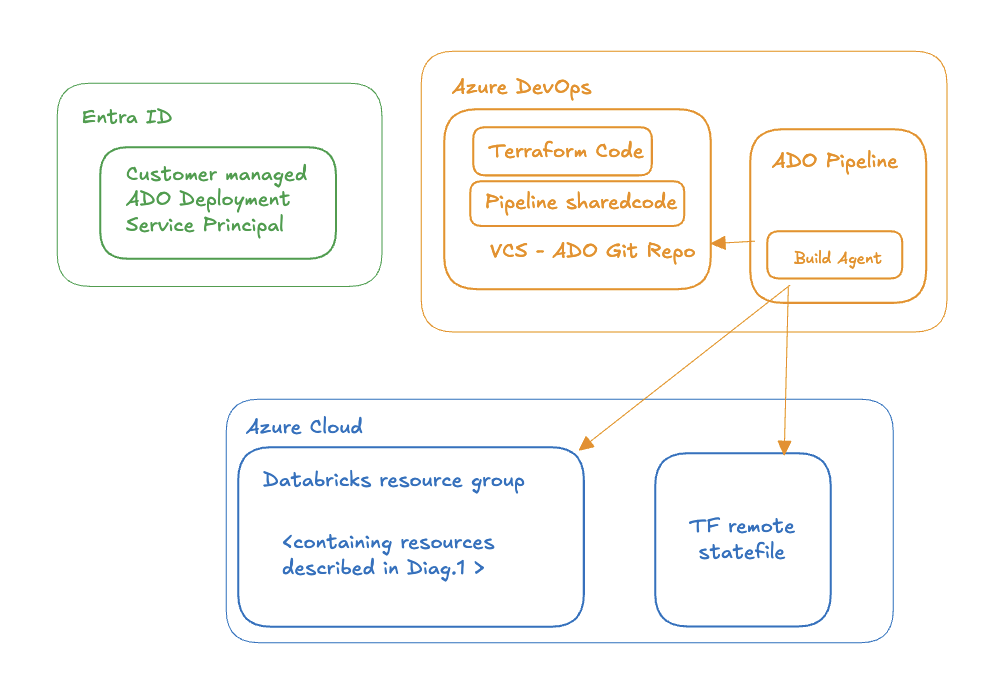 Entra ID
Customer managed
ADO Deployment
Service Principal
Azure DevOps
Terraform Code
Pipeline sharedcode
VCS - ADO Git Repo
ADO Pipeline
Build Agent
Azure Cloud
Databricks resource group
<containing resources
described in Diag.1 >
TF remote
statefile